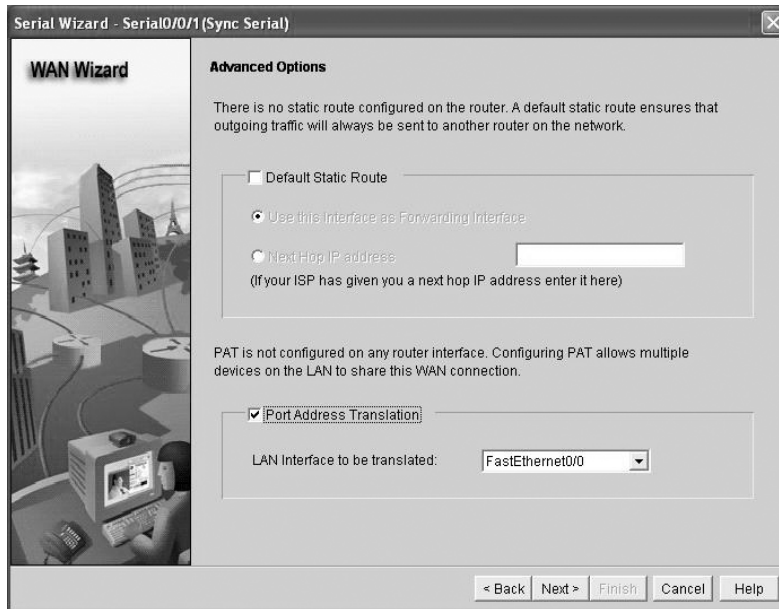 Serial Wizard - Serial0/0/1(Sync Serial)
WAN Wizard
Advanced Options
There is no static route configured on the router. A default static route ensures that
outgoing traffic will always be sent to another router on the network.
Default Static Route
Use this Interface as Forwarding Interface
Next Hop IP address
(If your ISP has given you a next hop IP address enter it here)
PAT is not configured on any router interface. Configuring PAT allows multiple
devices on the LAN to share this WAN connection.
Port Address Translation
LAN Interface to be translated: FastEthernet0/0
< Back Next > Finish Cancel Help